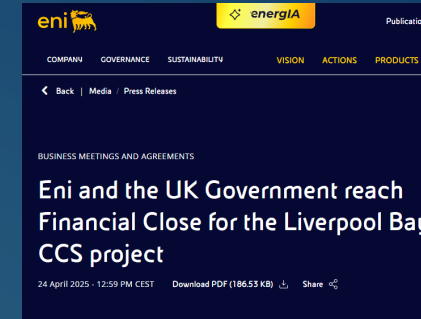 eni energIA Publicatio
COMPANY GOVERNANCE SUSTAINABILITY VISION ACTIONS PRODUCTS
Back | Media / Press Releases
BUSINESS MEETINGS AND AGREEMENTS
Eni and the UK Government reach
Financial Close for the Liverpool Bay
CCS project
24 April 2025 - 12:59 PM CEST Download PDF (186.53 KB) Share